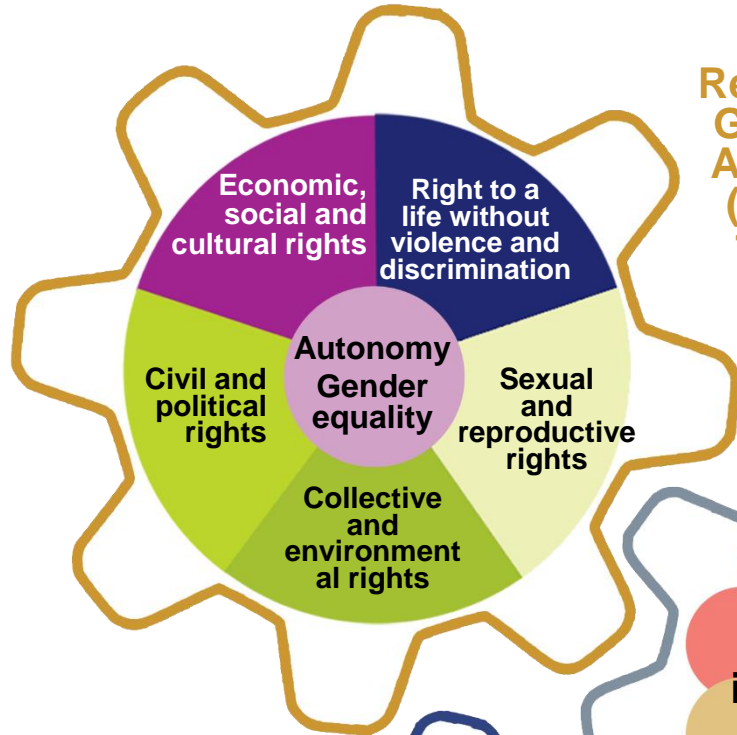 Economic,
social and
cultural rights
Right to a
life without
violence and
discrimination
Autonomy
Gender
equality
Civil and
political
rights
Sexual
and
reproductive
rights
Collective
and
environment
al rights